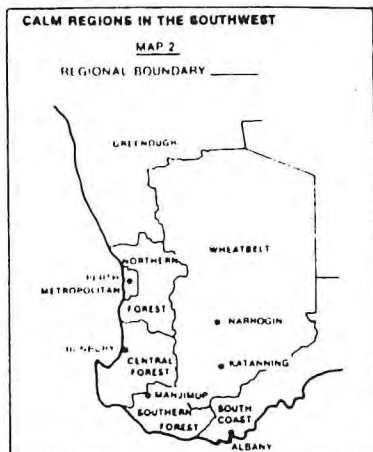 CALM REGIONS IN THE SOUTHWEST
MAP 2
REGIONAL BOUNDARY
GREENOUGH
WHEATBELT
NORTHERN
PERTH
METROPOLITAN
FOREST
NARROGIN
BUNBURY
CENTRAL
FOREST
KATANNING
MANJIMUP
SOUTHERN
FOREST
SOUTH
COAST
ALBANY